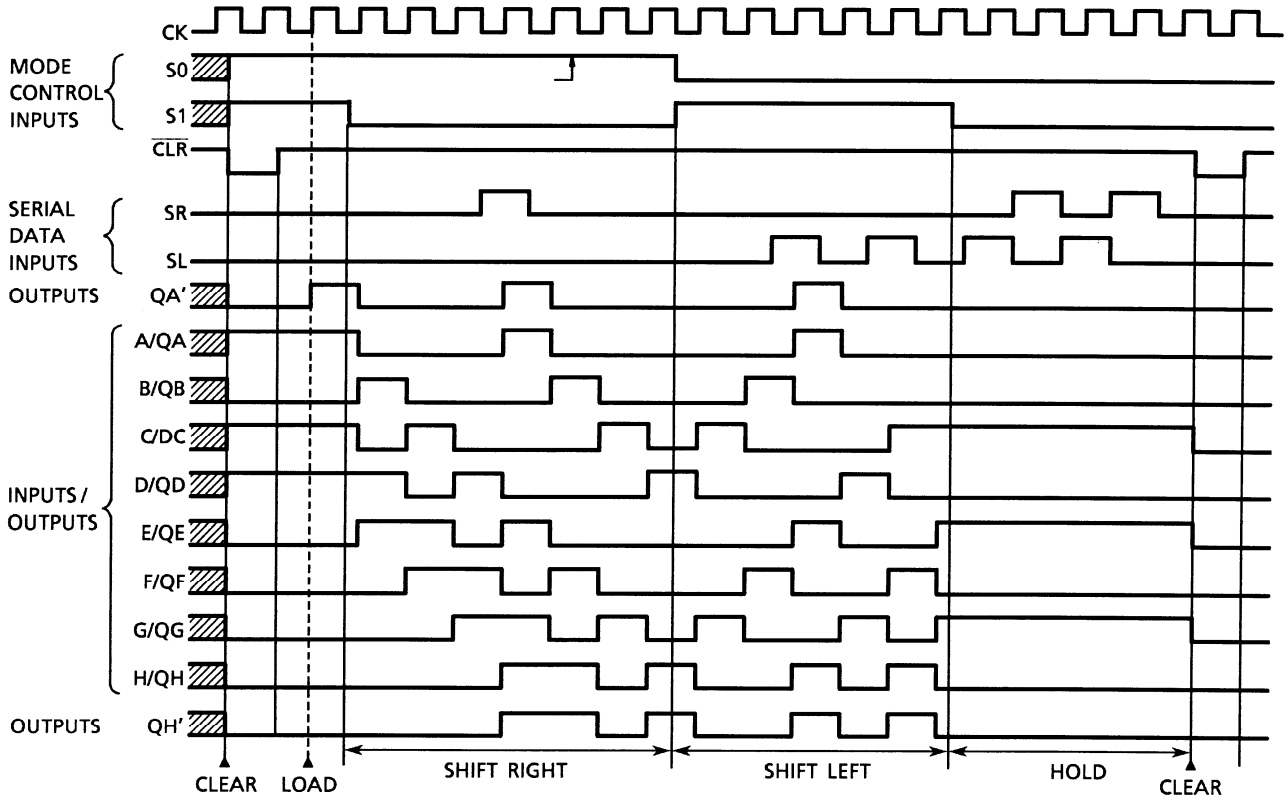 CK
MODE
CONTROL
INPUTS
S0
S1
CLR
SERIAL
DATA
INPUTS
SR
SL
OUTPUTS QA′
INPUTS/
OUTPUTS
A/QA
B/QB
C/DC
D/QD
E/QE
F/QF
G/QG
H/QH
OUTPUTS QH′
CLEAR LOAD SHIFT RIGHT SHIFT LEFT HOLD CLEAR